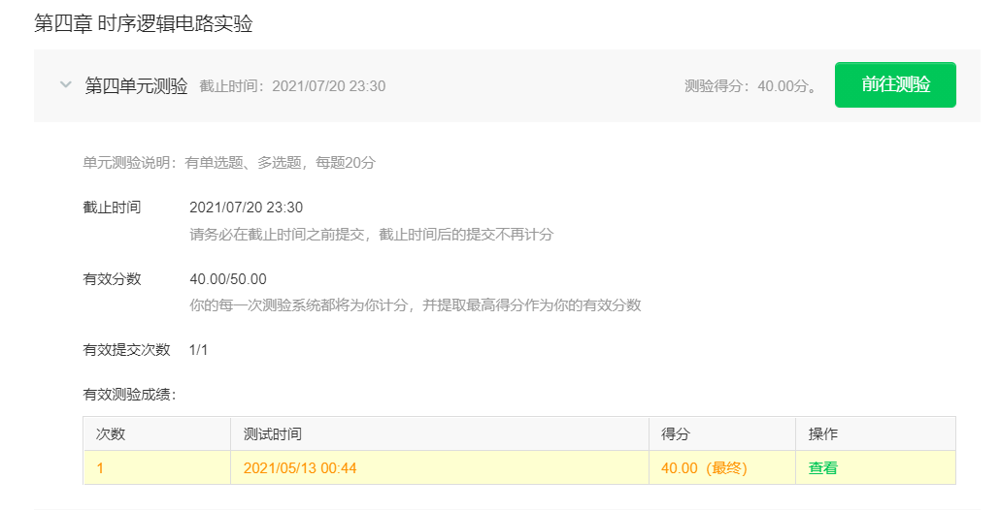 第四章 时序逻辑电路实验
第四单元测验 截止时间：2021/07/20 23:30 测验得分：40.00分。 前往测验
单元测验说明：有单选题、多选题，每题20分
截止时间 2021/07/20 23:30
请务必在截止时间之前提交，截止时间后的提交不再计分
有效分数 40.00/50.00
你的每一次测验系统都将为你计分，并提取最高得分作为你的有效分数
有效提交次数 1/1
有效测验成绩：
次数 测试时间 得分 操作
1 2021/05/13 00:44 40.00（最终） 查看